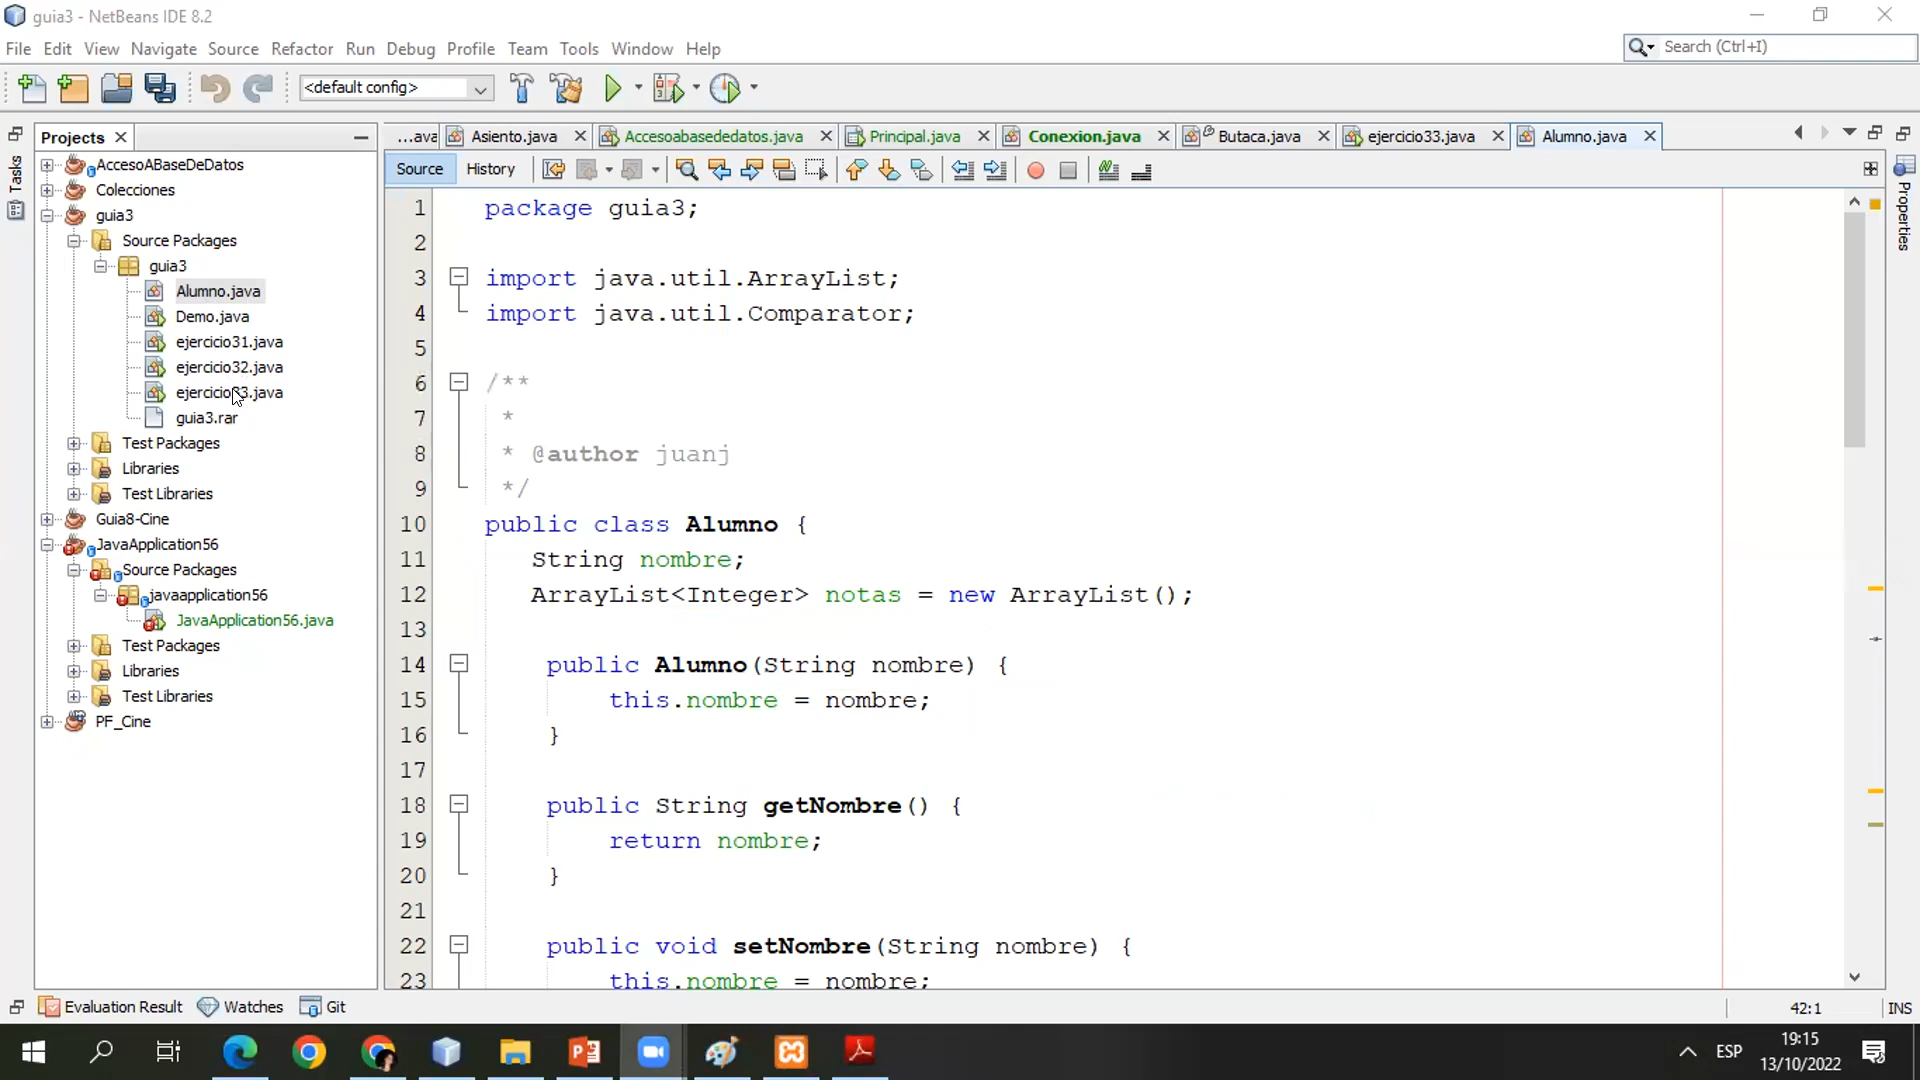 guia3 - NetBeans IDE 8.2
File Edit View Navigate Source Refactor Run Debug Profile Team Tools Window Help
Search (Ctrl+I)
<default config>
Tasks
Projects
AccesoABaseDeDatos
Colecciones
guia3
Source Packages
guia3
Alumno.java
Demo.java
ejercicio31.java
ejercicio32.java
ejercicio33.java
guia3.rar
Test Packages
Libraries
Test Libraries
Guia8-Cine
JavaApplication56
Source Packages
javaapplication56
JavaApplication56.java
Test Packages
Libraries
Test Libraries
PF_Cine
...ava Asiento.java Accesoabasededatos.java Principal.java Conexion.java Butaca.java ejercicio33.java Alumno.java
Source History
Properties
1 package guia3;
2
3 import java.util.ArrayList;
4 import java.util.Comparator;
5
6 /**
7 *
8 * @author juanj
9 */
10 public class Alumno {
11 String nombre;
12 ArrayList<Integer> notas = new ArrayList();
13
14 public Alumno(String nombre) {
15 this.nombre = nombre;
16 }
17
18 public String getNombre() {
19 return nombre;
20 }
21
22 public void setNombre(String nombre) {
23 this.nombre = nombre;
Evaluation Result Watches Git
42:1 INS
ESP
19:15
13/10/2022